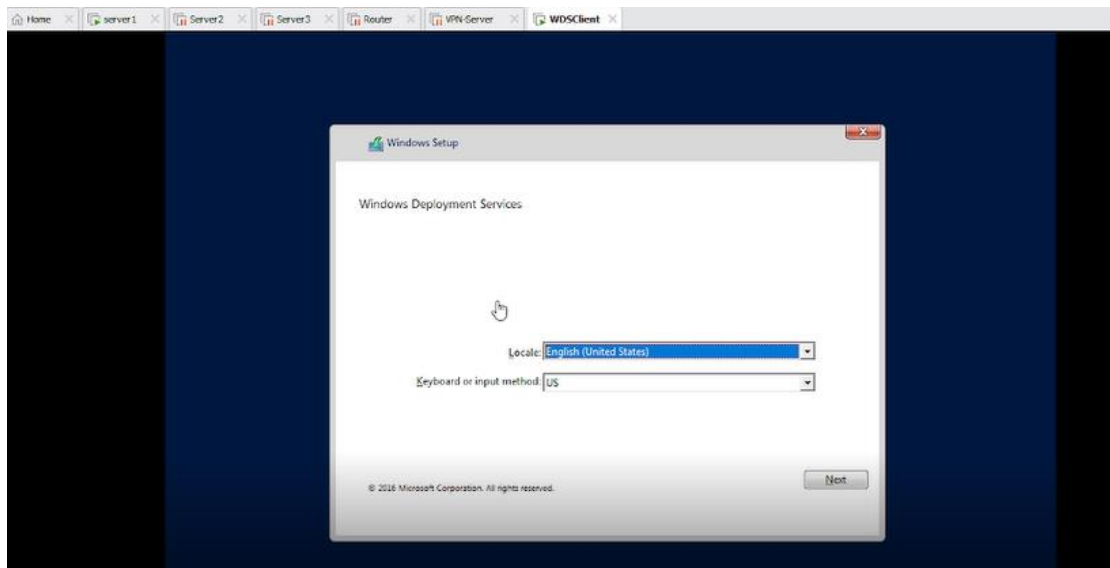 Home server1 Server2 Server3 Router VPN-Server WDSClient
Windows Setup
Windows Deployment Services
Locale: English (United States)
Keyboard or input method: US
© 2016 Microsoft Corporation. All rights reserved.
Next